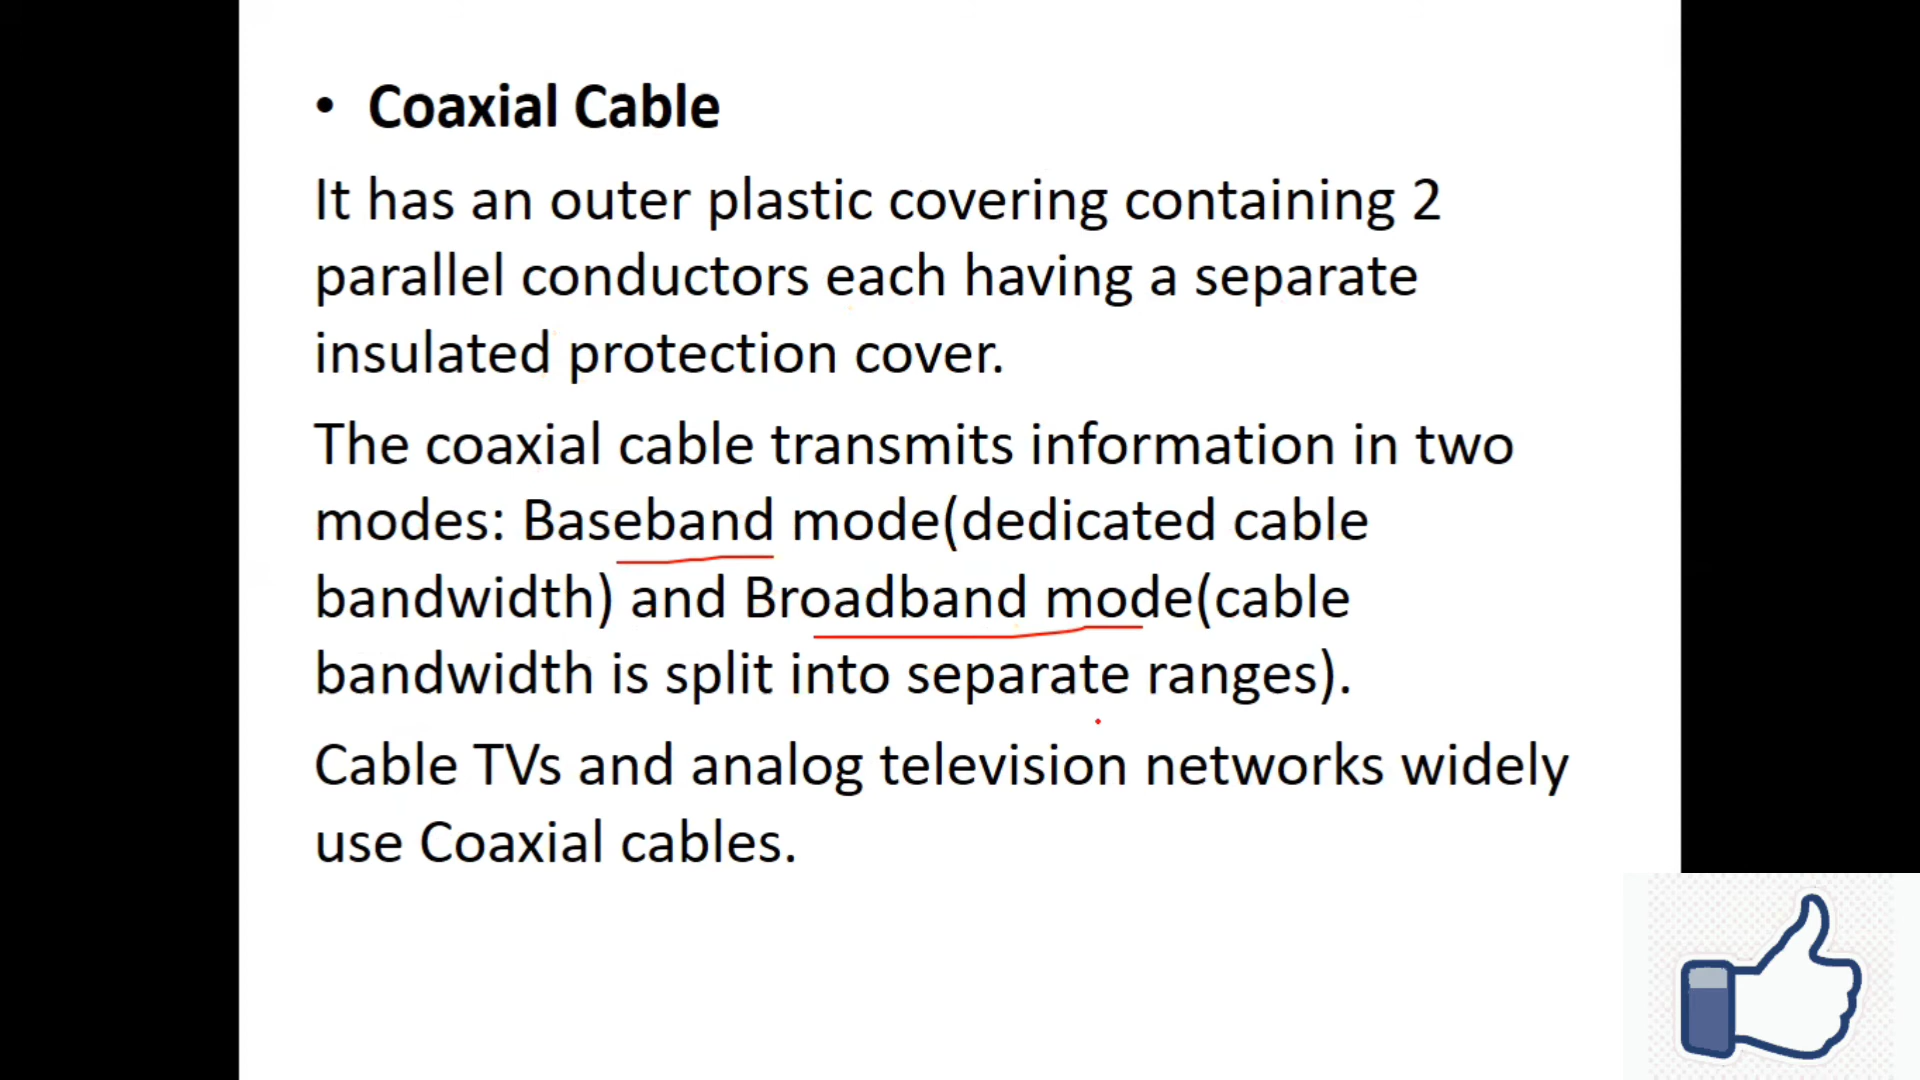 • Coaxial Cable
It has an outer plastic covering containing 2
parallel conductors each having a separate
insulated protection cover.
The coaxial cable transmits information in two
modes: Baseband mode(dedicated cable
bandwidth) and Broadband mode(cable
bandwidth is split into separate ranges).
Cable TVs and analog television networks widely
use Coaxial cables.